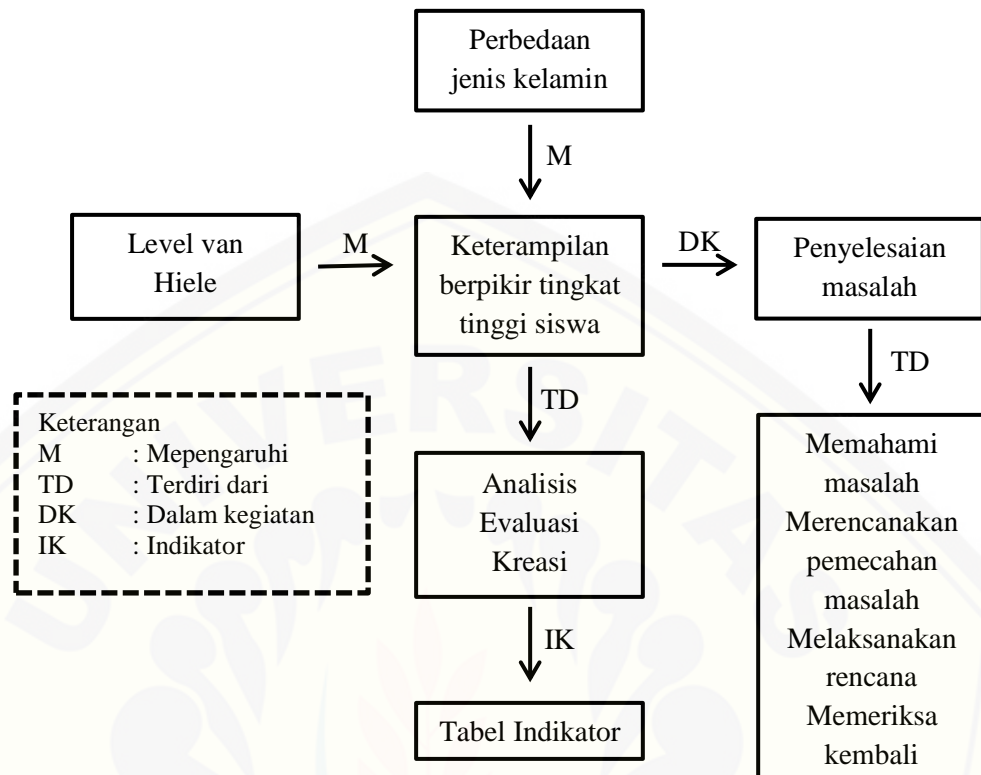 Perbedaan
jenis kelamin
M
Level van
Hiele
M
Keterampilan
berpikir tingkat
tinggi siswa
DK
Penyelesaian
masalah
TD
TD
Keterangan
M : Mepengaruhi
TD : Terdiri dari
DK : Dalam kegiatan
IK : Indikator
Analisis
Evaluasi
Kreasi
Memahami
masalah
Merencanakan
pemecahan
masalah
Melaksanakan
rencana
Memeriksa
kembali
IK
Tabel Indikator
UNIVERSITAS